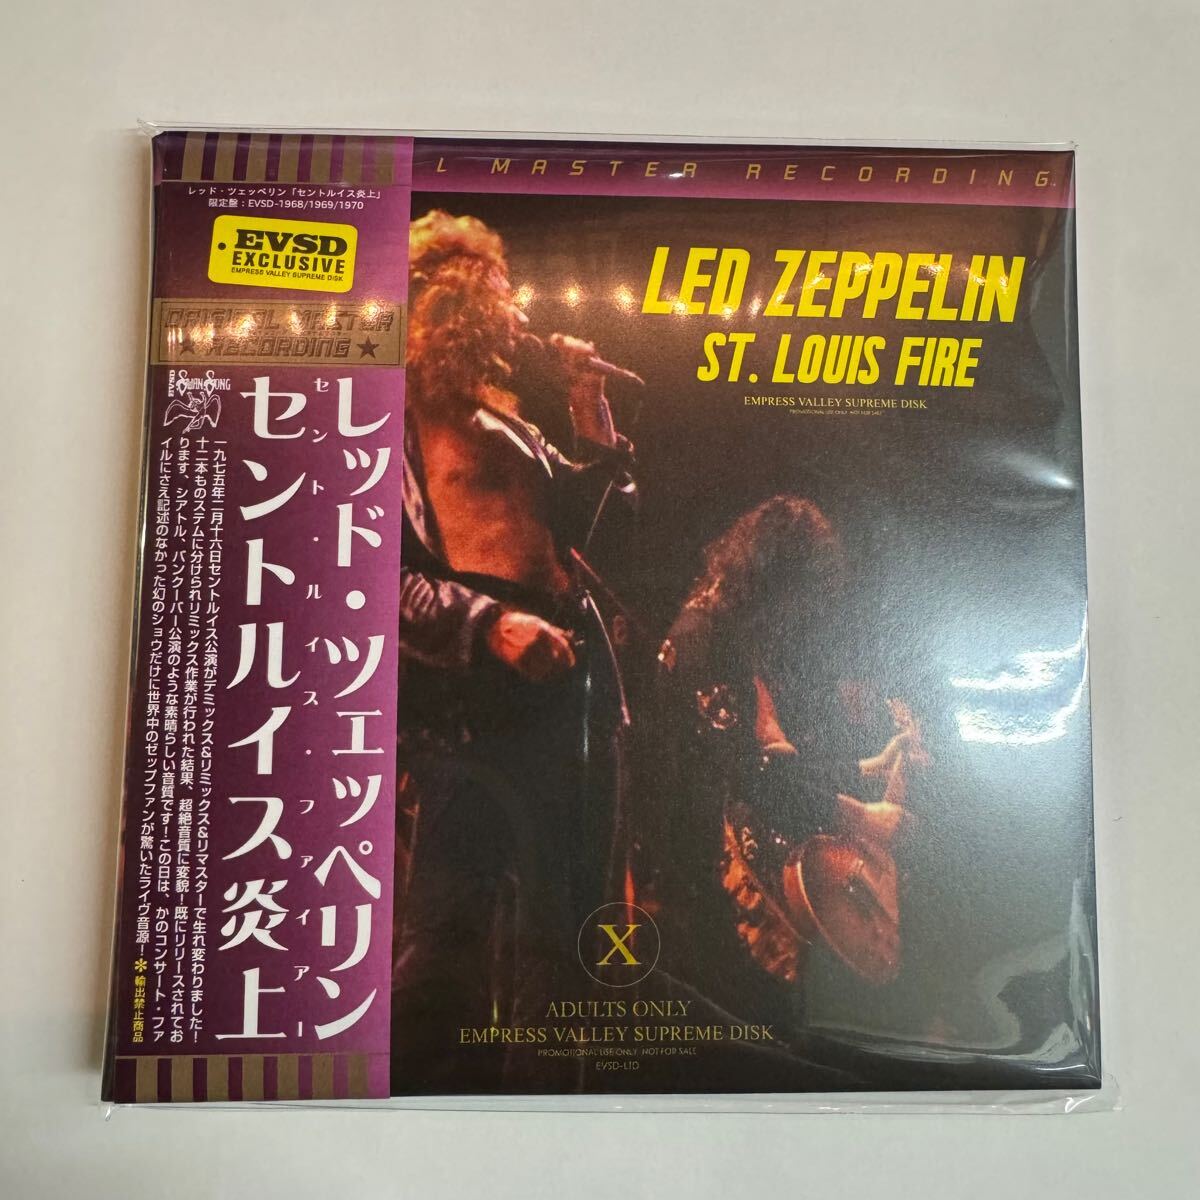 レッド・ツェッペリン「セントルイス炎上」
限定盤：EVSD-1968/1969/1970
EVSD
EXCLUSIVE
EMPRESS VALLEY SUPREME DISK
ORIGINAL MASTER
★ RECORDING ★
SWAN SONG
レッド・ツェッペリン
セント・ルイス・ファイアー
セントルイス炎上
一九七五年二月十六日セントルイス公演がデミックス&リミックス&リマスターで生れ変わりました！
十二本ものステムに分けられリミックス作業が行われた結果、超絶音質に変貌！既にリリースされてお
ります、シアトル、バンクーバー公演のような素晴らしい音質です！この日は、かのコンサート・ファ
イルにさえ記述のなかった幻のショウだけに世界中のゼップファンが驚いたライヴ音源！✽輸出禁止商品
L MASTER RECORDING
LED ZEPPELIN
ST. LOUIS FIRE
EMPRESS VALLEY SUPREME DISK
PROMOTIONAL USE ONLY NOT FOR SALE
X
ADULTS ONLY
EMPRESS VALLEY SUPREME DISK
PROMOTIONAL USE ONLY NOT FOR SALE
EVSD-LTD